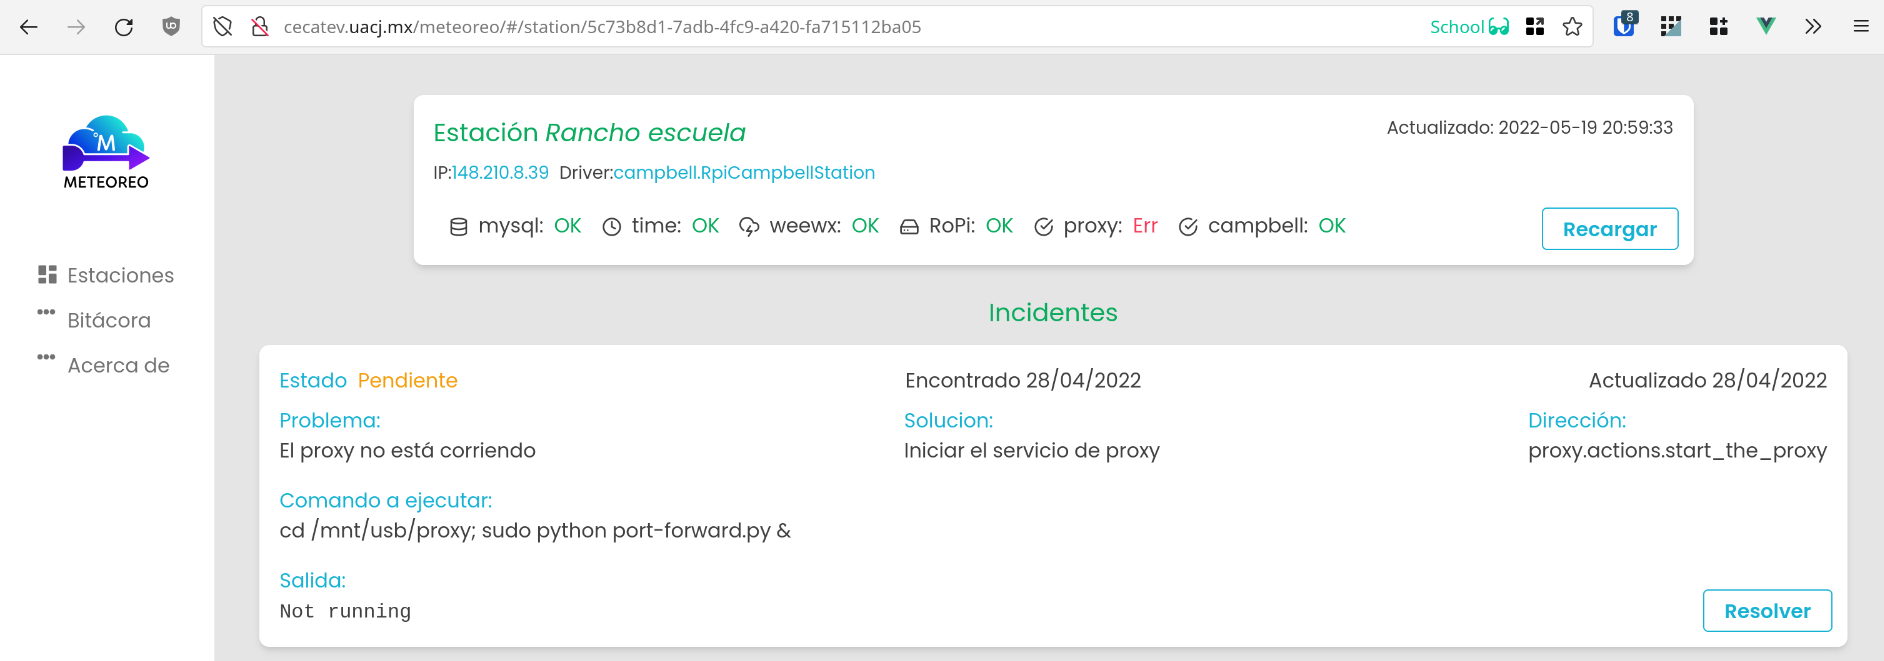 cecatev.uacj.mx/meteoreo/#/station/5c73b8d1-7adb-4fc9-a420-fa715112ba05 School 8
°M
METEOREO
Estaciones
Bitácora
Acerca de
Estación Rancho escuela Actualizado: 2022-05-19 20:59:33
IP:148.210.8.39 Driver:campbell.RpiCampbellStation
mysql: OK time: OK weewx: OK RoPi: OK proxy: Err campbell: OK Recargar
Incidentes
Estado Pendiente Encontrado 28/04/2022 Actualizado 28/04/2022
Problema: Solucion: Dirección:
El proxy no está corriendo Iniciar el servicio de proxy proxy.actions.start_the_proxy
Comando a ejecutar:
cd /mnt/usb/proxy; sudo python port-forward.py &
Salida:
Not running Resolver